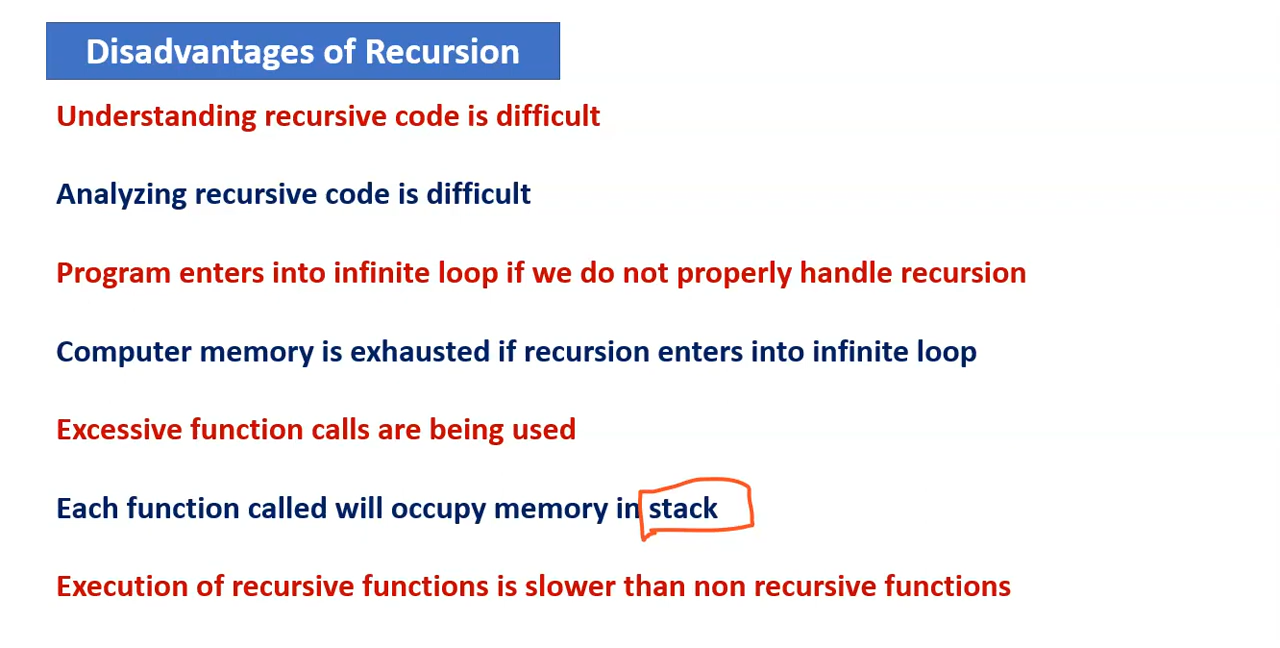 Disadvantages of Recursion
Understanding recursive code is difficult
Analyzing recursive code is difficult
Program enters into infinite loop if we do not properly handle recursion
Computer memory is exhausted if recursion enters into infinite loop
Excessive function calls are being used
Each function called will occupy memory in stack
Execution of recursive functions is slower than non recursive functions